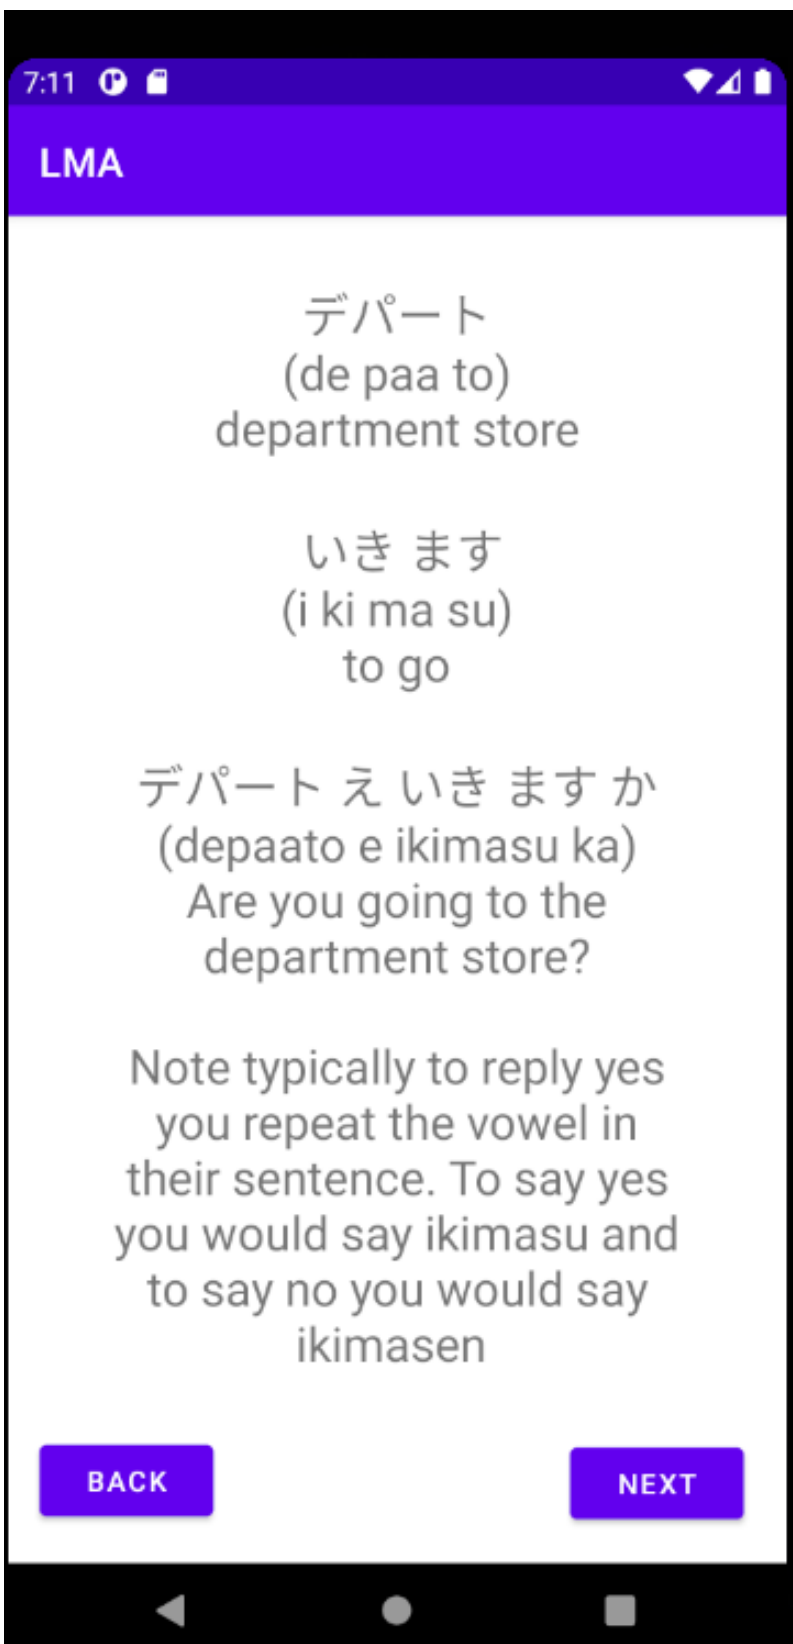 7:11
LMA
デパート
(de paa to)
department store
いき ます
(i ki ma su)
to go
デパート え いき ます か
(depaato e ikimasu ka)
Are you going to the
department store?
Note typically to reply yes
you repeat the vowel in
their sentence. To say yes
you would say ikimasu and
to say no you would say
ikimasen
BACK
NEXT